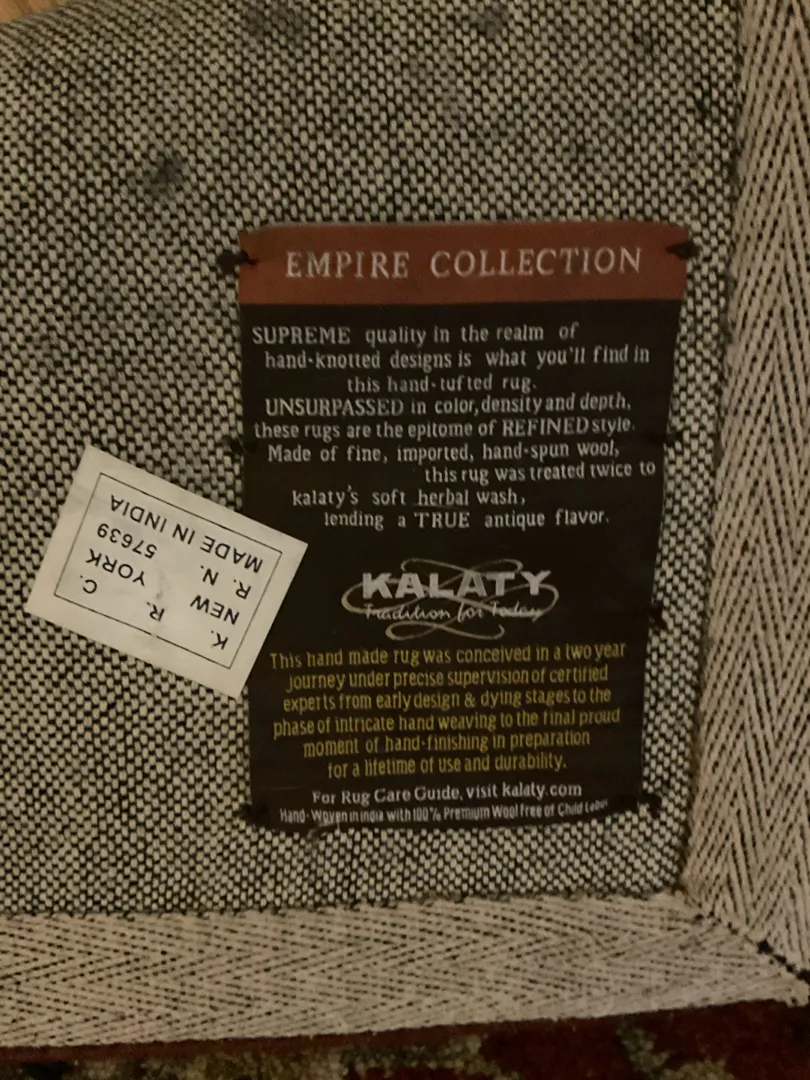 EMPIRE COLLECTION
SUPREME quality in the realm of
hand-knotted designs is what you'll find in
this hand-tufted rug.
UNSURPASSED in color, density and depth,
these rugs are the epitome of REFINED style.
Made of fine, imported, hand-spun wool,
this rug was treated twice to
kalaty's soft herbal wash,
lending a TRUE antique flavor.
KALATY
Tradition for Today
This hand made rug was conceived in a two year
journey under precise supervision of certified
experts from early design & dying stages to the
phase of intricate hand weaving to the final proud
moment of hand-finishing in preparation
for a lifetime of use and durability.
For Rug Care Guide, visit kalaty.com
Hand-Woven in india with 100% Premium Wool Free of Child Labor
K. R. C.
NEW YORK
R. N. 57639
MADE IN INDIA